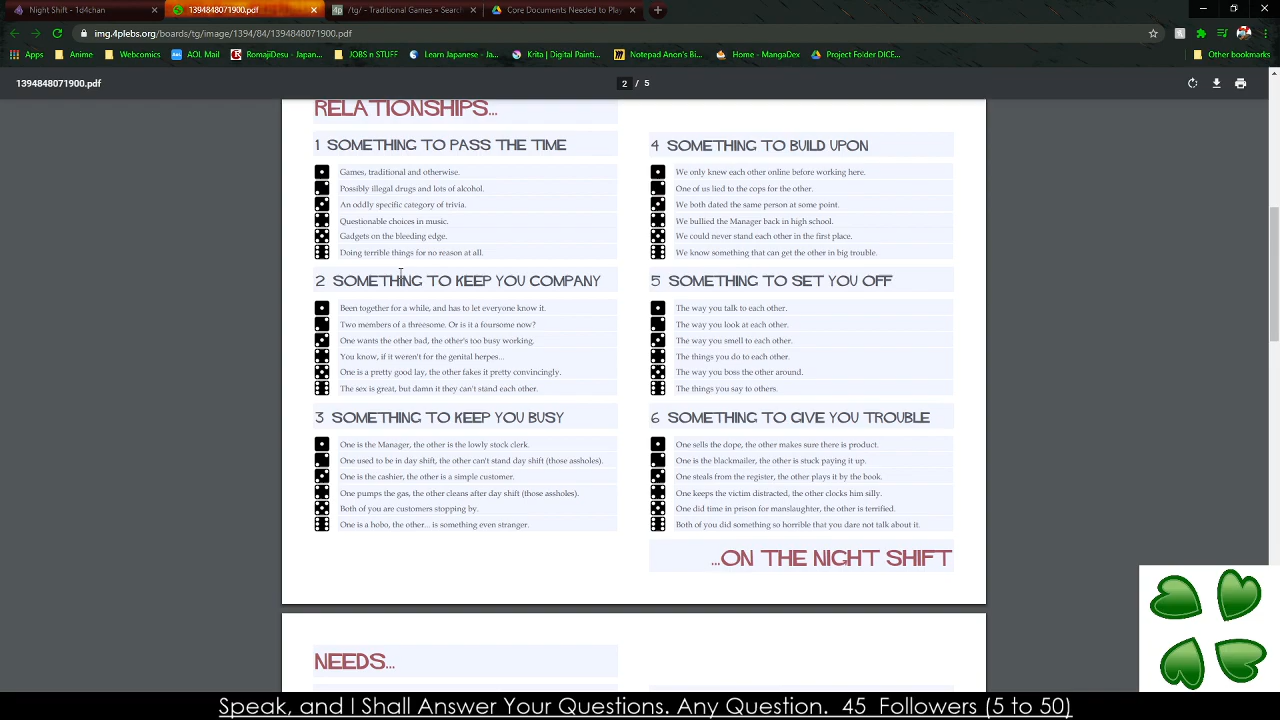 Night Shift - 1d4chan
1394848071900.pdf
/tg/ - Traditional Games » Searc
Core Documents Needed to Play
img.4plebs.org/boards/tg/image/1394/84/1394848071900.pdf
Apps
Anime
Webcomics
AOL Mail
RomajiDesu - Japan...
JOBS n STUFF
Learn Japanese - Ja...
Krita | Digital Painti...
Notepad Anon's Bi...
Home - MangaDex
Project Folder DICE...
Other bookmarks
1394848071900.pdf
2 / 5
RELATIONSHIPS...
1 SOMETHING TO PASS THE TIME
Games, traditional and otherwise.
Possibly illegal drugs and lots of alcohol.
An oddly specific category of trivia.
Questionable choices in music.
Gadgets on the bleeding edge.
Doing terrible things for no reason at all.
2 SOMETHING TO KEEP YOU COMPANY
Been together for a while, and has to let everyone know it.
Two members of a threesome. Or is it a foursome now?
One wants the other bad, the other's too busy working.
You know, if it weren't for the genital herpes...
One is a pretty good lay, the other fakes it pretty convincingly.
The sex is great, but damn it they can't stand each other.
3 SOMETHING TO KEEP YOU BUSY
One is the Manager, the other is the lowly stock clerk.
One used to be in day shift, the other can't stand day shift (those assholes).
One is the cashier, the other is a simple customer.
One pumps the gas, the other cleans after day shift (those assholes).
Both of you are customers stopping by.
One is a hobo, the other... is something even stranger.
4 SOMETHING TO BUILD UPON
We only knew each other online before working here.
One of us lied to the cops for the other.
We both dated the same person at some point.
We bullied the Manager back in high school.
We could never stand each other in the first place.
We know something that can get the other in big trouble.
5 SOMETHING TO SET YOU OFF
The way you talk to each other.
The way you look at each other.
The way you smell to each other.
The things you do to each other.
The way you boss the other around.
The things you say to others.
6 SOMETHING TO GIVE YOU TROUBLE
One sells the dope, the other makes sure there is product.
One is the blackmailer, the other is stuck paying it up.
One steals from the register, the other plays it by the book.
One keeps the victim distracted, the other clocks him silly.
One did time in prison for manslaughter, the other is terrified.
Both of you did something so horrible that you dare not talk about it.
...ON THE NIGHT SHIFT
NEEDS...
Speak, and I Shall Answer Your Questions. Any Question. 45 Followers (5 to 50)